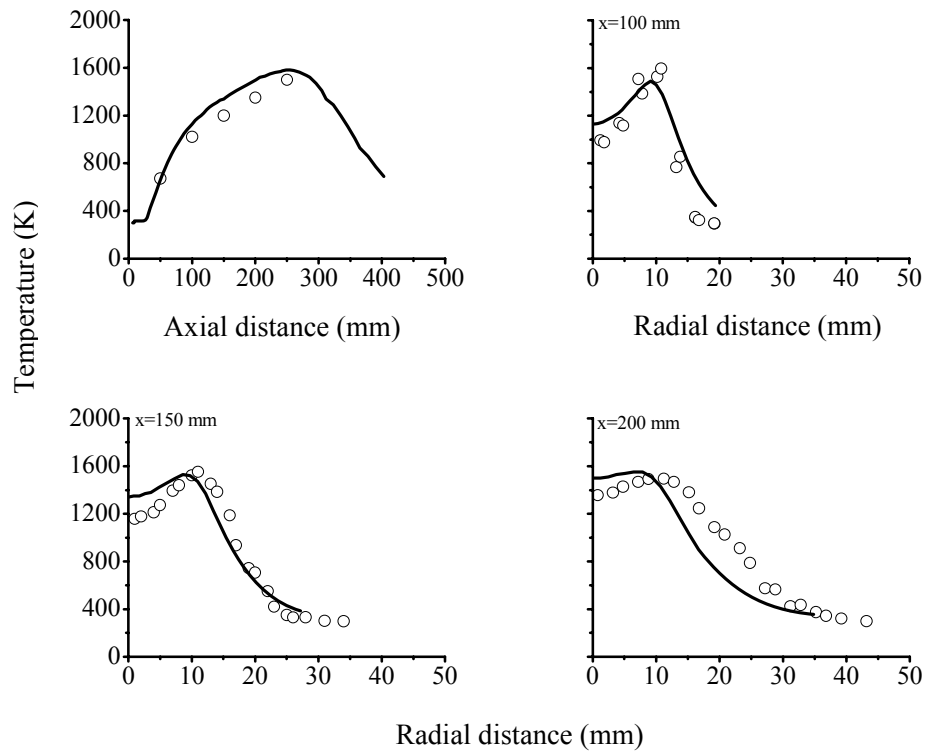 2000
1600
1200
800
400
0
0 100 200 300 400 500
Axial distance (mm)
x=100 mm
0 10 20 30 40 50
Radial distance (mm)
Temperature (K)
2000
1600
1200
800
400
0
x=150 mm
0 10 20 30 40 50
x=200 mm
0 10 20 30 40 50
Radial distance (mm)